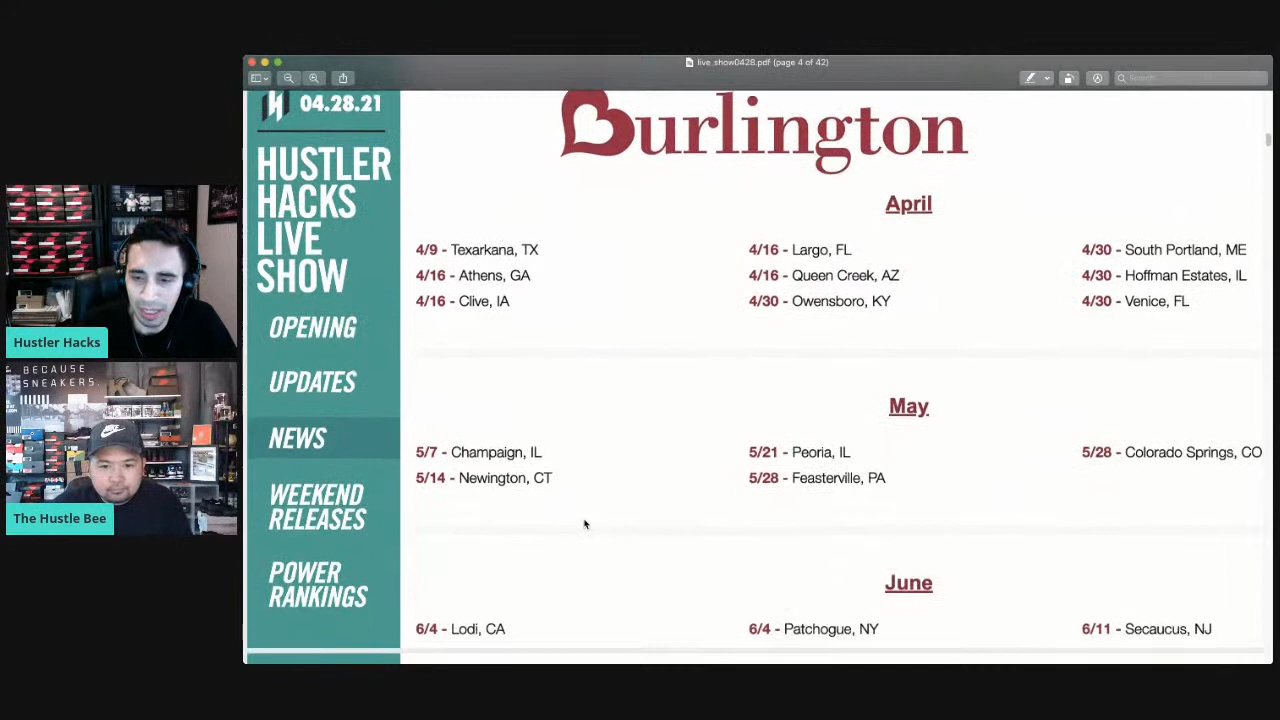 live_show0428.pdf (page 4 of 42)
Search
04.28.21
HUSTLER
HACKS
LIVE
SHOW
OPENING
UPDATES
NEWS
WEEKEND
RELEASES
POWER
RANKINGS
Burlington
April
4/9 - Texarkana, TX
4/16 - Largo, FL
4/30 - South Portland, ME
4/16 - Athens, GA
4/16 - Queen Creek, AZ
4/30 - Hoffman Estates, IL
4/16 - Clive, IA
4/30 - Owensboro, KY
4/30 - Venice, FL
May
5/7 - Champaign, IL
5/21 - Peoria, IL
5/28 - Colorado Springs, CO
5/14 - Newington, CT
5/28 - Feasterville, PA
June
6/4 - Lodi, CA
6/4 - Patchogue, NY
6/11 - Secaucus, NJ
Hustler Hacks
BECAUSE
SNEAKERS.
The Hustle Bee